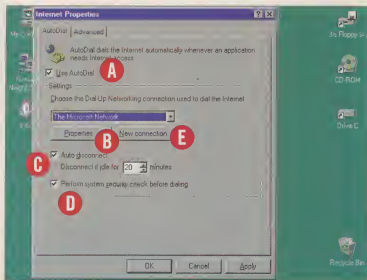 Internet Properties
AutoDial
Advanced
AutoDial dials the Internet automatically whenever an application
needs Internet access
Use AutoDial
A
Settings
Choose the Dial-Up Networking connection used to dial the Internet
The Microsoft Network
Properties
New connection
B
E
Auto disconnect
C
Disconnect if idle for 20 minutes
Perform system security check before dialing
D
OK
Cancel
Apply
CD-ROM
Drive C
Recycle Bin